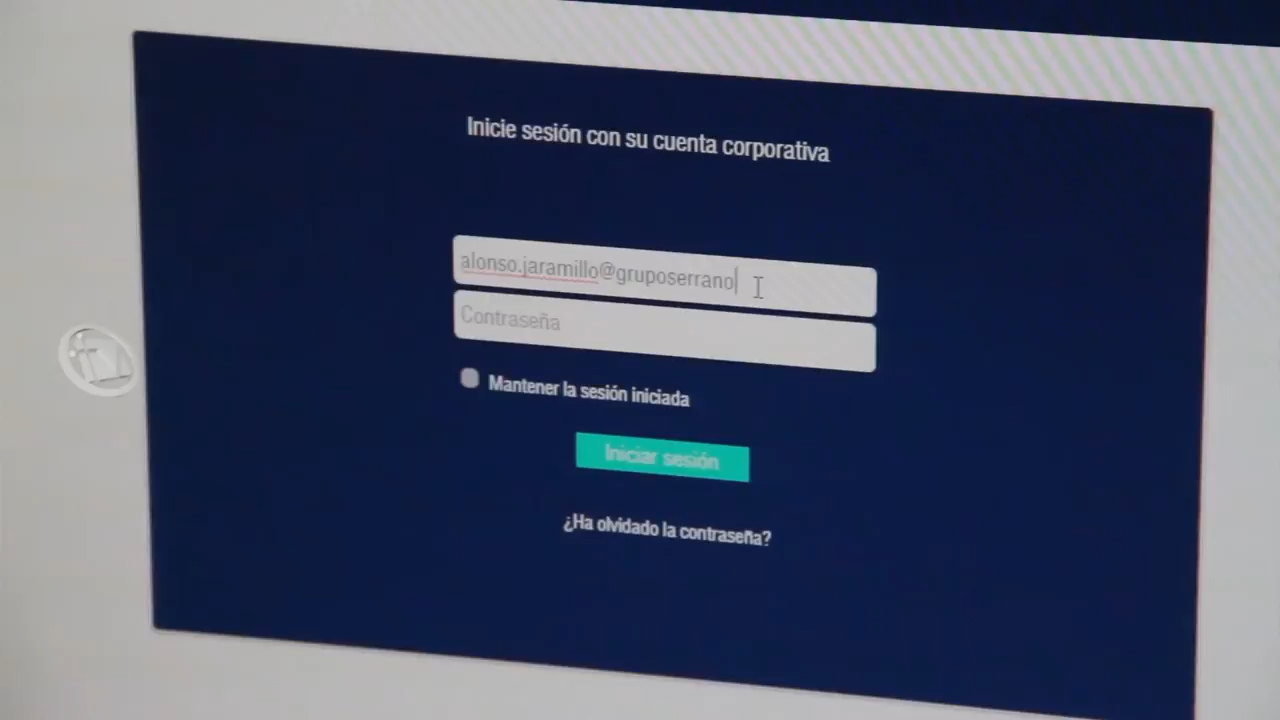 Inicie sesión con su cuenta corporativa
alonso.jaramillo@gruposerrano
Contraseña
Mantener la sesión iniciada
Iniciar sesión
¿Ha olvidado la contraseña?